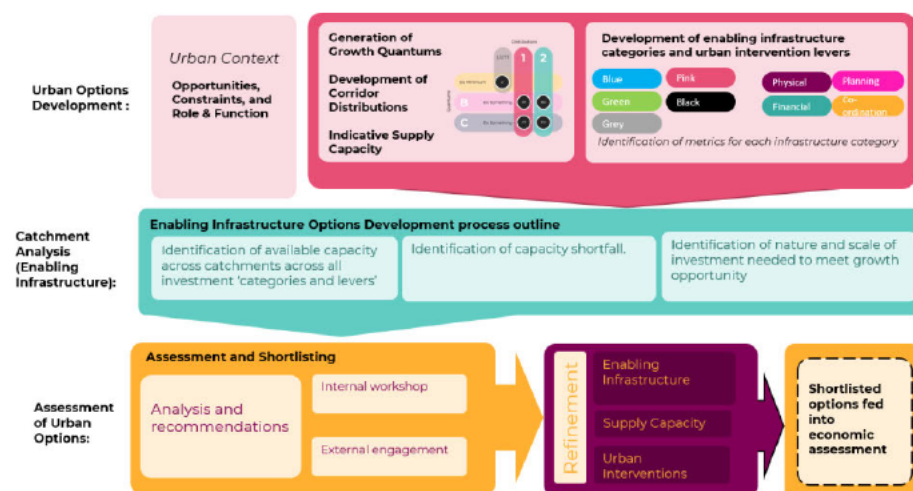 Urban Options
Development :
Urban Context
Opportunities,
Constraints, and
Role & Function
Generation of
Growth Quantums
Development of
Corridor
Distributions
Indicative Supply
Capacity
1
2
B
C
Development of enabling infrastructure
categories and urban intervention levers
Blue
Pink
Green
Black
Grey
Physical
Planning
Financial
Co-
ordination
Identification of metrics for each infrastructure category
Catchment
Analysis
(Enabling
Infrastructure):
Enabling Infrastructure Options Development process outline
Identification of available capacity
across catchments across all
investment 'categories and levers'
Identification of capacity shortfall.
Identification of nature and scale of
investment needed to meet growth
opportunity
Assessment
of Urban
Options:
Assessment and Shortlisting
Analysis and
recommendations
Internal workshop
External engagement
Refinement
Enabling
Infrastructure
Supply Capacity
Urban
Interventions
Shortlisted
options fed
into
economic
assessment